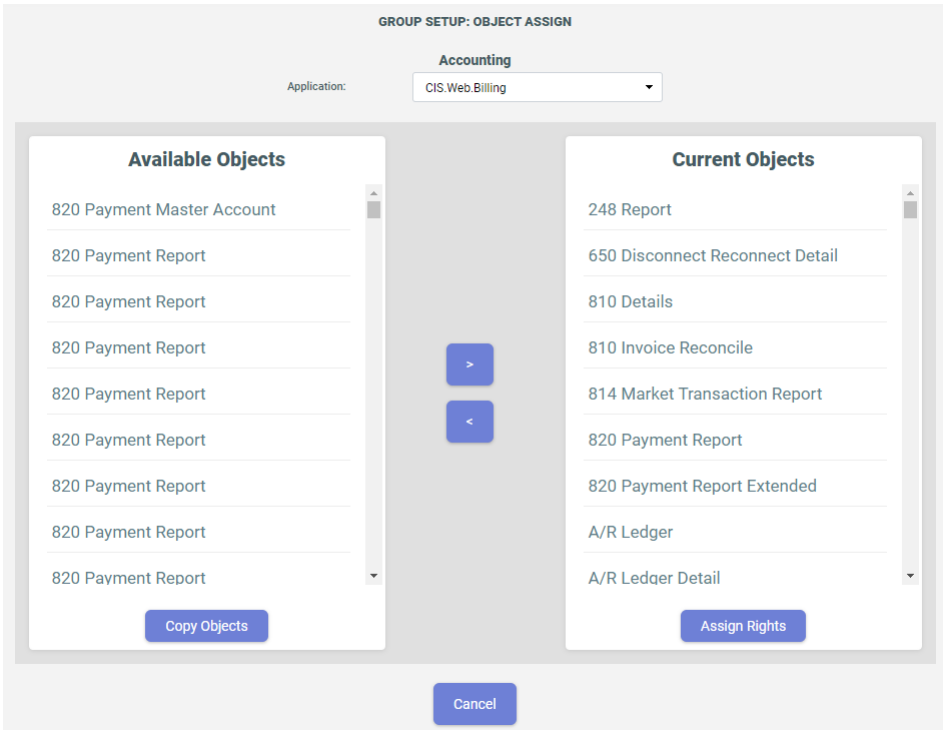 GROUP SETUP: OBJECT ASSIGN
Accounting
Application: CIS.Web.Billing
Available Objects
820 Payment Master Account
820 Payment Report
820 Payment Report
820 Payment Report
820 Payment Report
820 Payment Report
820 Payment Report
820 Payment Report
820 Payment Report
Copy Objects
>
<
Current Objects
248 Report
650 Disconnect Reconnect Detail
810 Details
810 Invoice Reconcile
814 Market Transaction Report
820 Payment Report
820 Payment Report Extended
A/R Ledger
A/R Ledger Detail
Assign Rights
Cancel